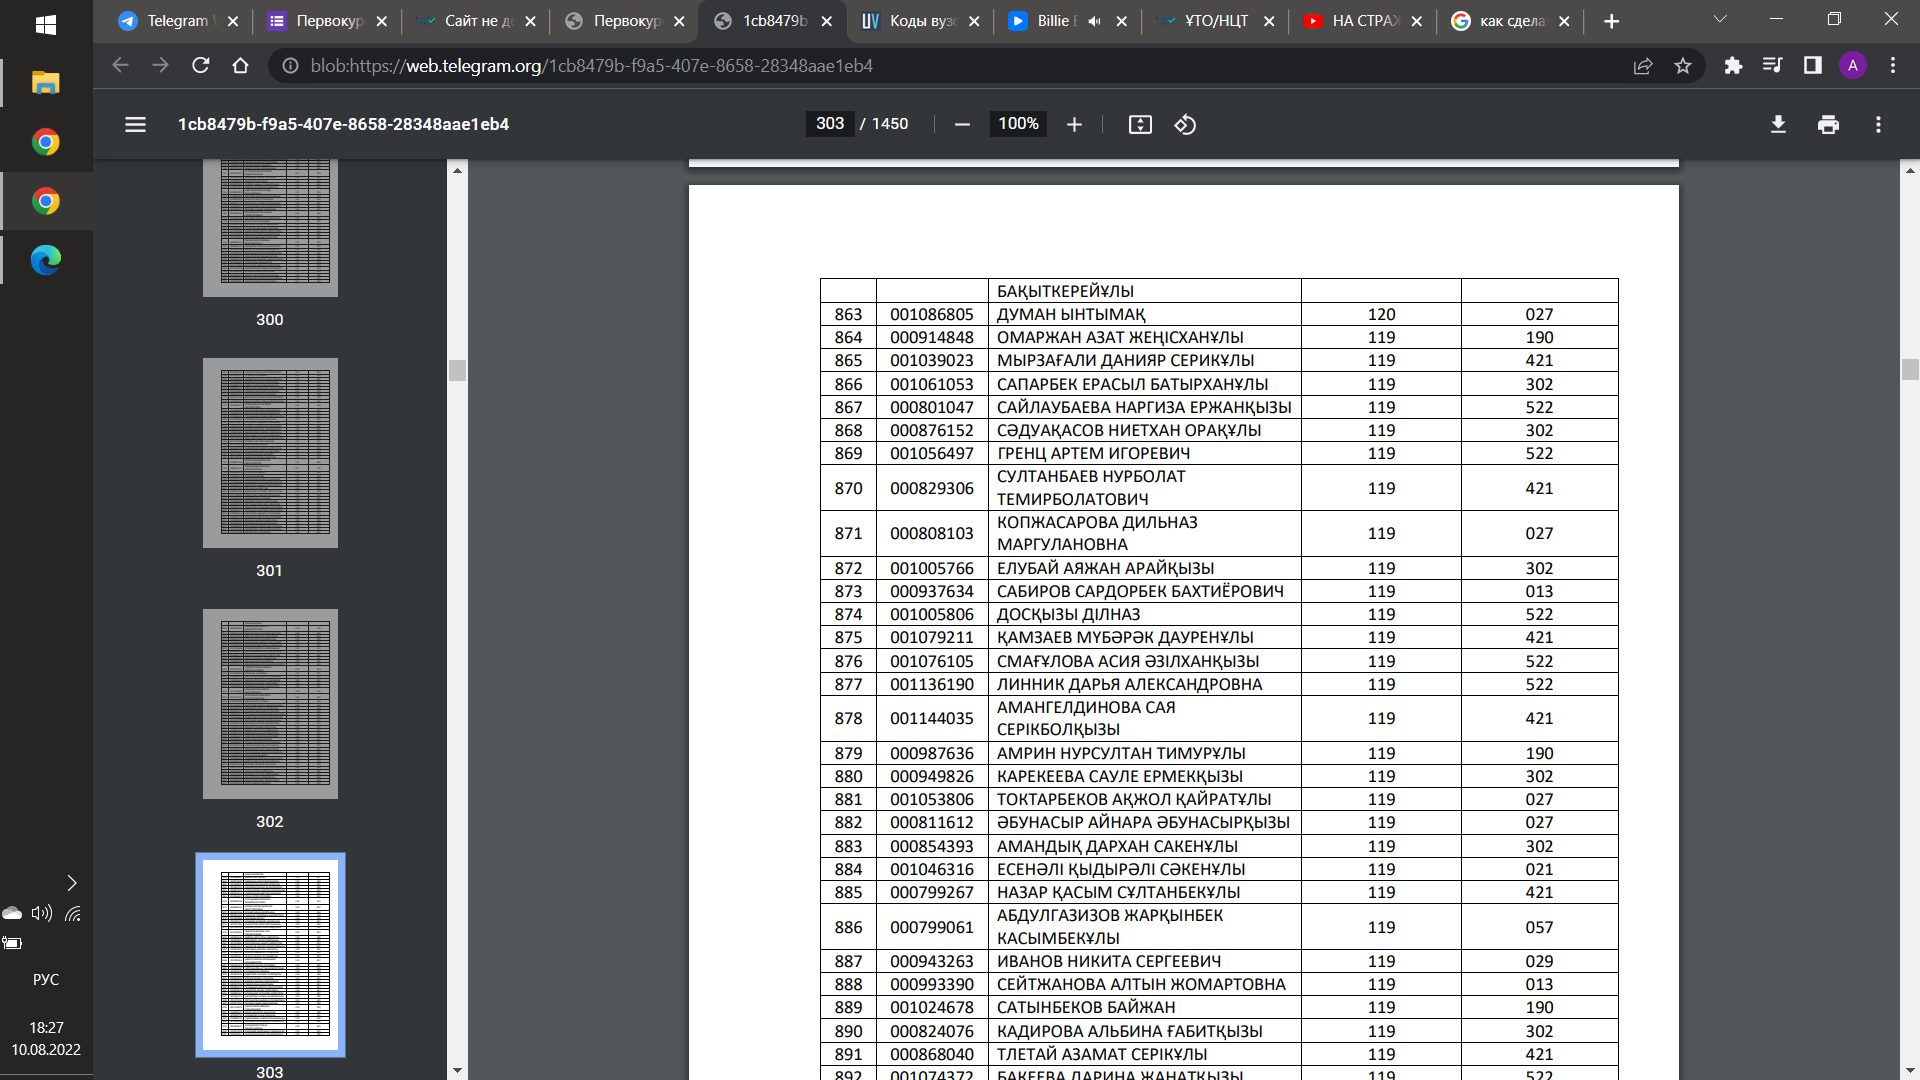 Telegram
Первокур
Сайт не д
Первокур
1cb8479b-
Коды вуз
Billie
ҰТО/НЦТ
НА СТРАЖ
как сдела
blob:https://web.telegram.org/1cb8479b-f9a5-407e-8658-28348aae1eb4
A
1cb8479b-f9a5-407e-8658-28348aae1eb4
303 / 1450
100%
300
301
302
303
БАҚЫТКЕРЕЙҰЛЫ
863 001086805 ДУМАН ЫНТЫМАҚ 120 027
864 000914848 ОМАРЖАН АЗАТ ЖЕҢІСХАНҰЛЫ 119 190
865 001039023 МЫРЗАҒАЛИ ДАНИЯР СЕРИКҰЛЫ 119 421
866 001061053 САПАРБЕК ЕРАСЫЛ БАТЫРХАНҰЛЫ 119 302
867 000801047 САЙЛАУБАЕВА НАРГИЗА ЕРЖАНҚЫЗЫ 119 522
868 000876152 СӘДУАҚАСОВ НИЕТХАН ОРАҚҰЛЫ 119 302
869 001056497 ГРЕНЦ АРТЕМ ИГОРЕВИЧ 119 522
870 000829306 СУЛТАНБАЕВ НУРБОЛАТ
ТЕМИРБОЛАТОВИЧ 119 421
871 000808103 КОПЖАСАРОВА ДИЛЬНАЗ
МАРГУЛАНОВНА 119 027
872 001005766 ЕЛУБАЙ АЯЖАН АРАЙҚЫЗЫ 119 302
873 000937634 САБИРОВ САРДОРБЕК БАХТИЁРОВИЧ 119 013
874 001005806 ДОСҚЫЗЫ ДІЛНАЗ 119 522
875 001079211 ҚАМЗАЕВ МҮБӘРӘК ДАУРЕНҰЛЫ 119 421
876 001076105 СМАҒҰЛОВА АСИЯ ӘЗІЛХАНҚЫЗЫ 119 522
877 001136190 ЛИННИК ДАРЬЯ АЛЕКСАНДРОВНА 119 522
878 001144035 АМАНГЕЛДИНОВА САЯ
СЕРІКБОЛҚЫЗЫ 119 421
879 000987636 АМРИН НУРСУЛТАН ТИМУРҰЛЫ 119 190
880 000949826 КАРЕКЕЕВА САУЛЕ ЕРМЕКҚЫЗЫ 119 302
881 001053806 ТОКТАРБЕКОВ АҚЖОЛ ҚАЙРАТҰЛЫ 119 027
882 000811612 ӘБУНАСЫР АЙНАРА ӘБУНАСЫРҚЫЗЫ 119 027
883 000854393 АМАНДЫҚ ДАРХАН САКЕНҰЛЫ 119 302
884 001046316 ЕСЕНӘЛІ ҚЫДЫРӘЛІ СӘКЕНҰЛЫ 119 021
885 000799267 НАЗАР ҚАСЫМ СҰЛТАНБЕКҰЛЫ 119 421
886 000799061 АБДУЛГАЗИЗОВ ЖАРҚЫНБЕК
КАСЫМБЕКҰЛЫ 119 057
887 000943263 ИВАНОВ НИКИТА СЕРГЕЕВИЧ 119 029
888 000993390 СЕЙТЖАНОВА АЛТЫН ЖОМАРТОВНА 119 013
889 001024678 САТЫНБЕКОВ БАЙЖАН 119 190
890 000824076 КАДИРОВА АЛЬБИНА ҒАБИТҚЫЗЫ 119 302
891 000868040 ТЛЕТАЙ АЗАМАТ СЕРІКҰЛЫ 119 421
892 001074372 БАКЕЕВА ДАРИНА ЖАНАТҚЫЗЫ 119 522
РУС
18:27
10.08.2022